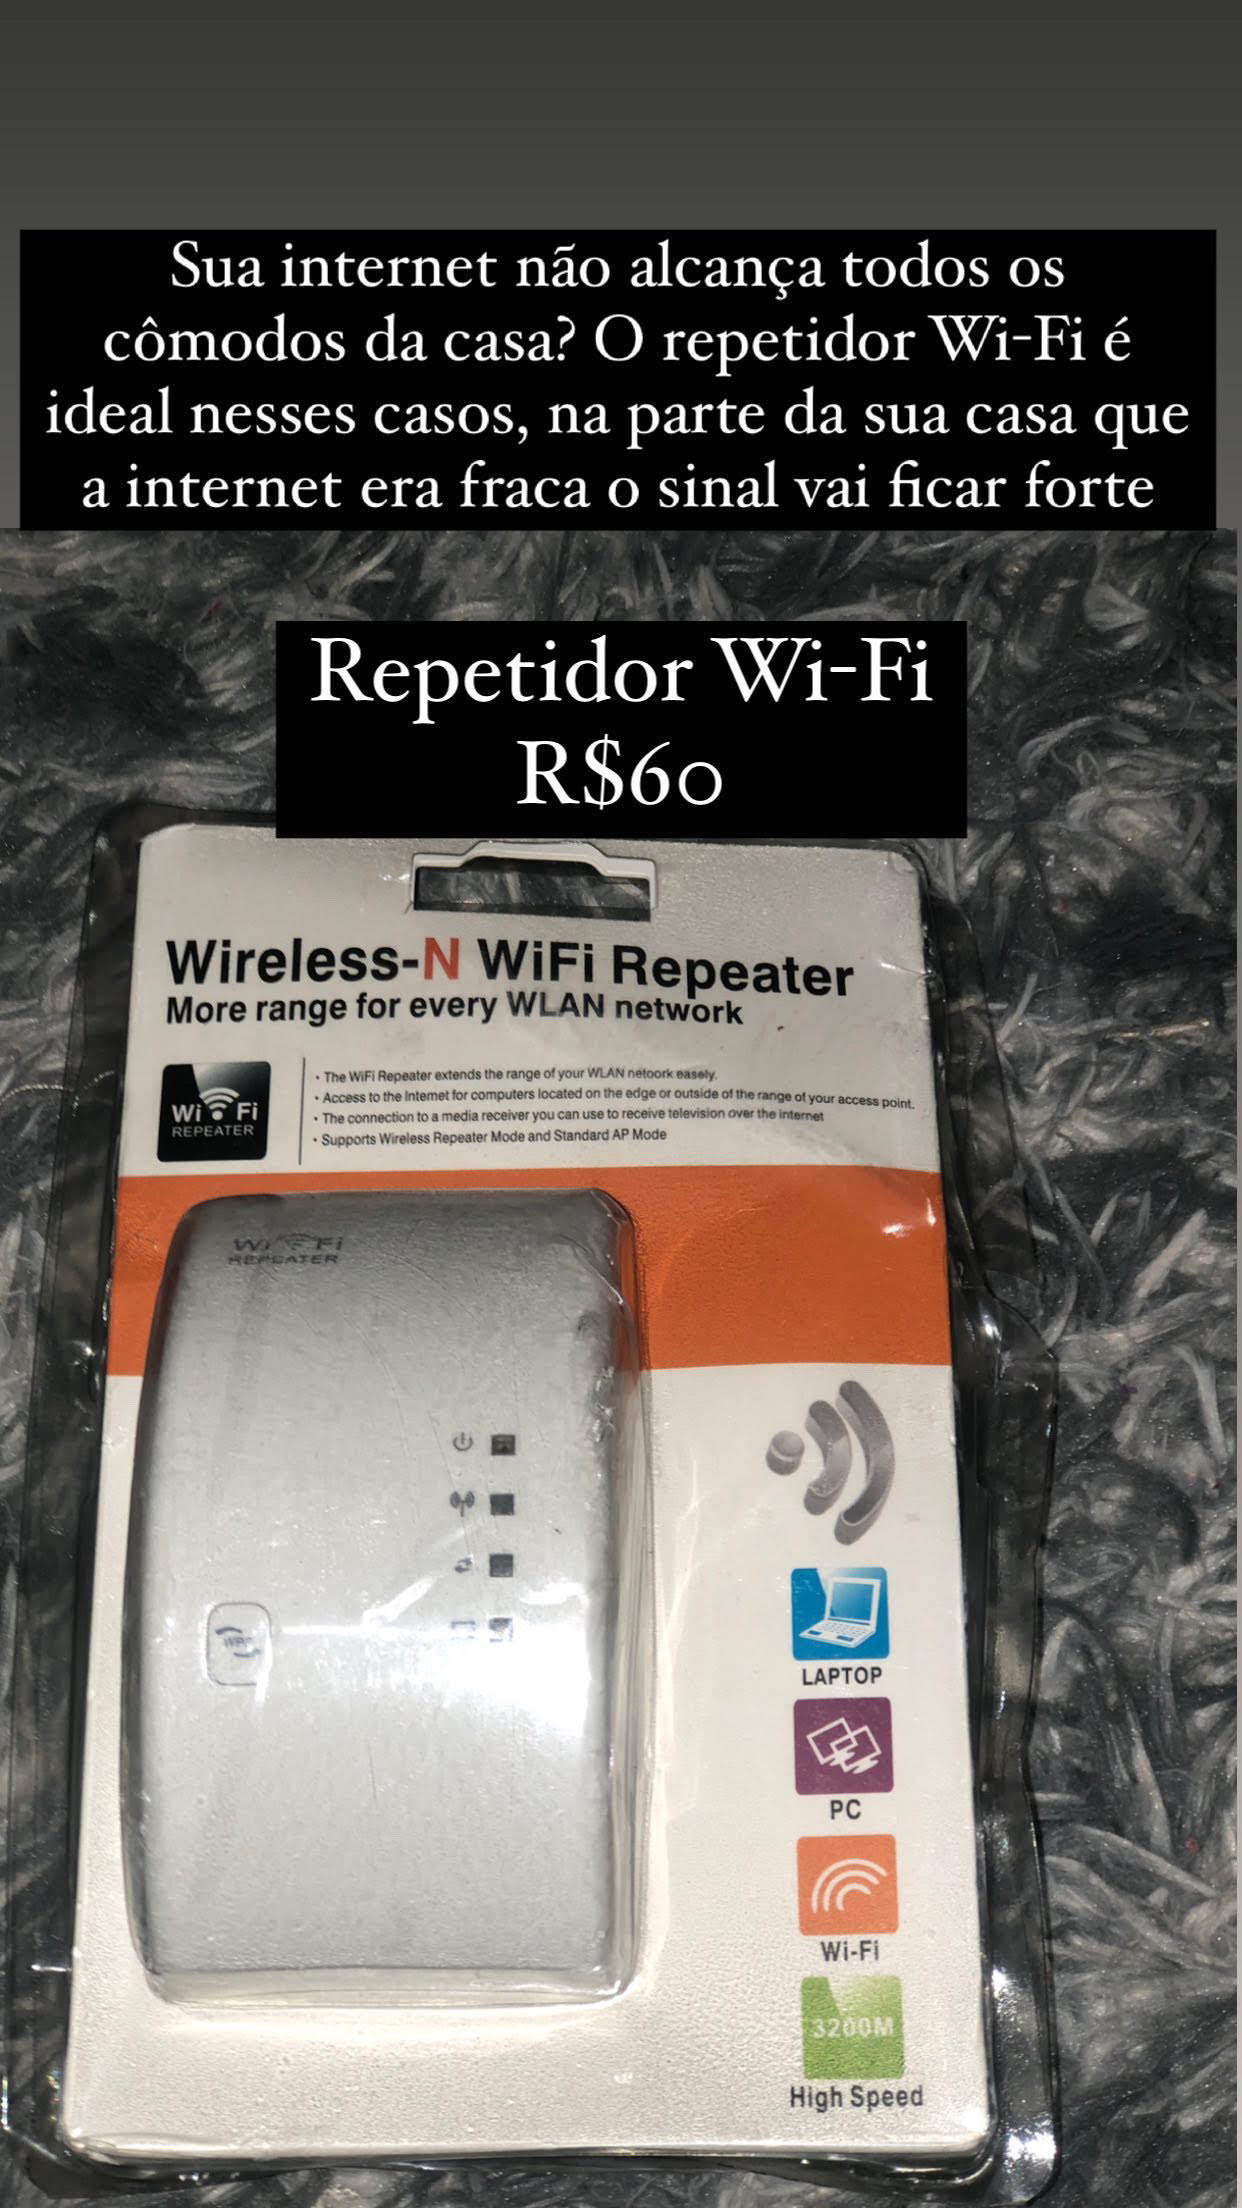 Sua internet não alcança todos os
cômodos da casa? O repetidor Wi-Fi é
ideal nesses casos, na parte da sua casa que
a internet era fraca o sinal vai ficar forte
Repetidor Wi-Fi
R$60
Wireless-N WiFi Repeater
More range for every WLAN network
Wi Fi
REPEATER
• The WiFi Repeater extends the range of your WLAN netoork easely.
• Access to the Internet for computers located on the edge or outside of the range of your access point.
• The connection to a media receiver you can use to receive television over the internet
• Supports Wireless Repeater Mode and Standard AP Mode
Wi Fi
REPEATER
WPS
LAPTOP
PC
Wi-Fi
3200M
High Speed